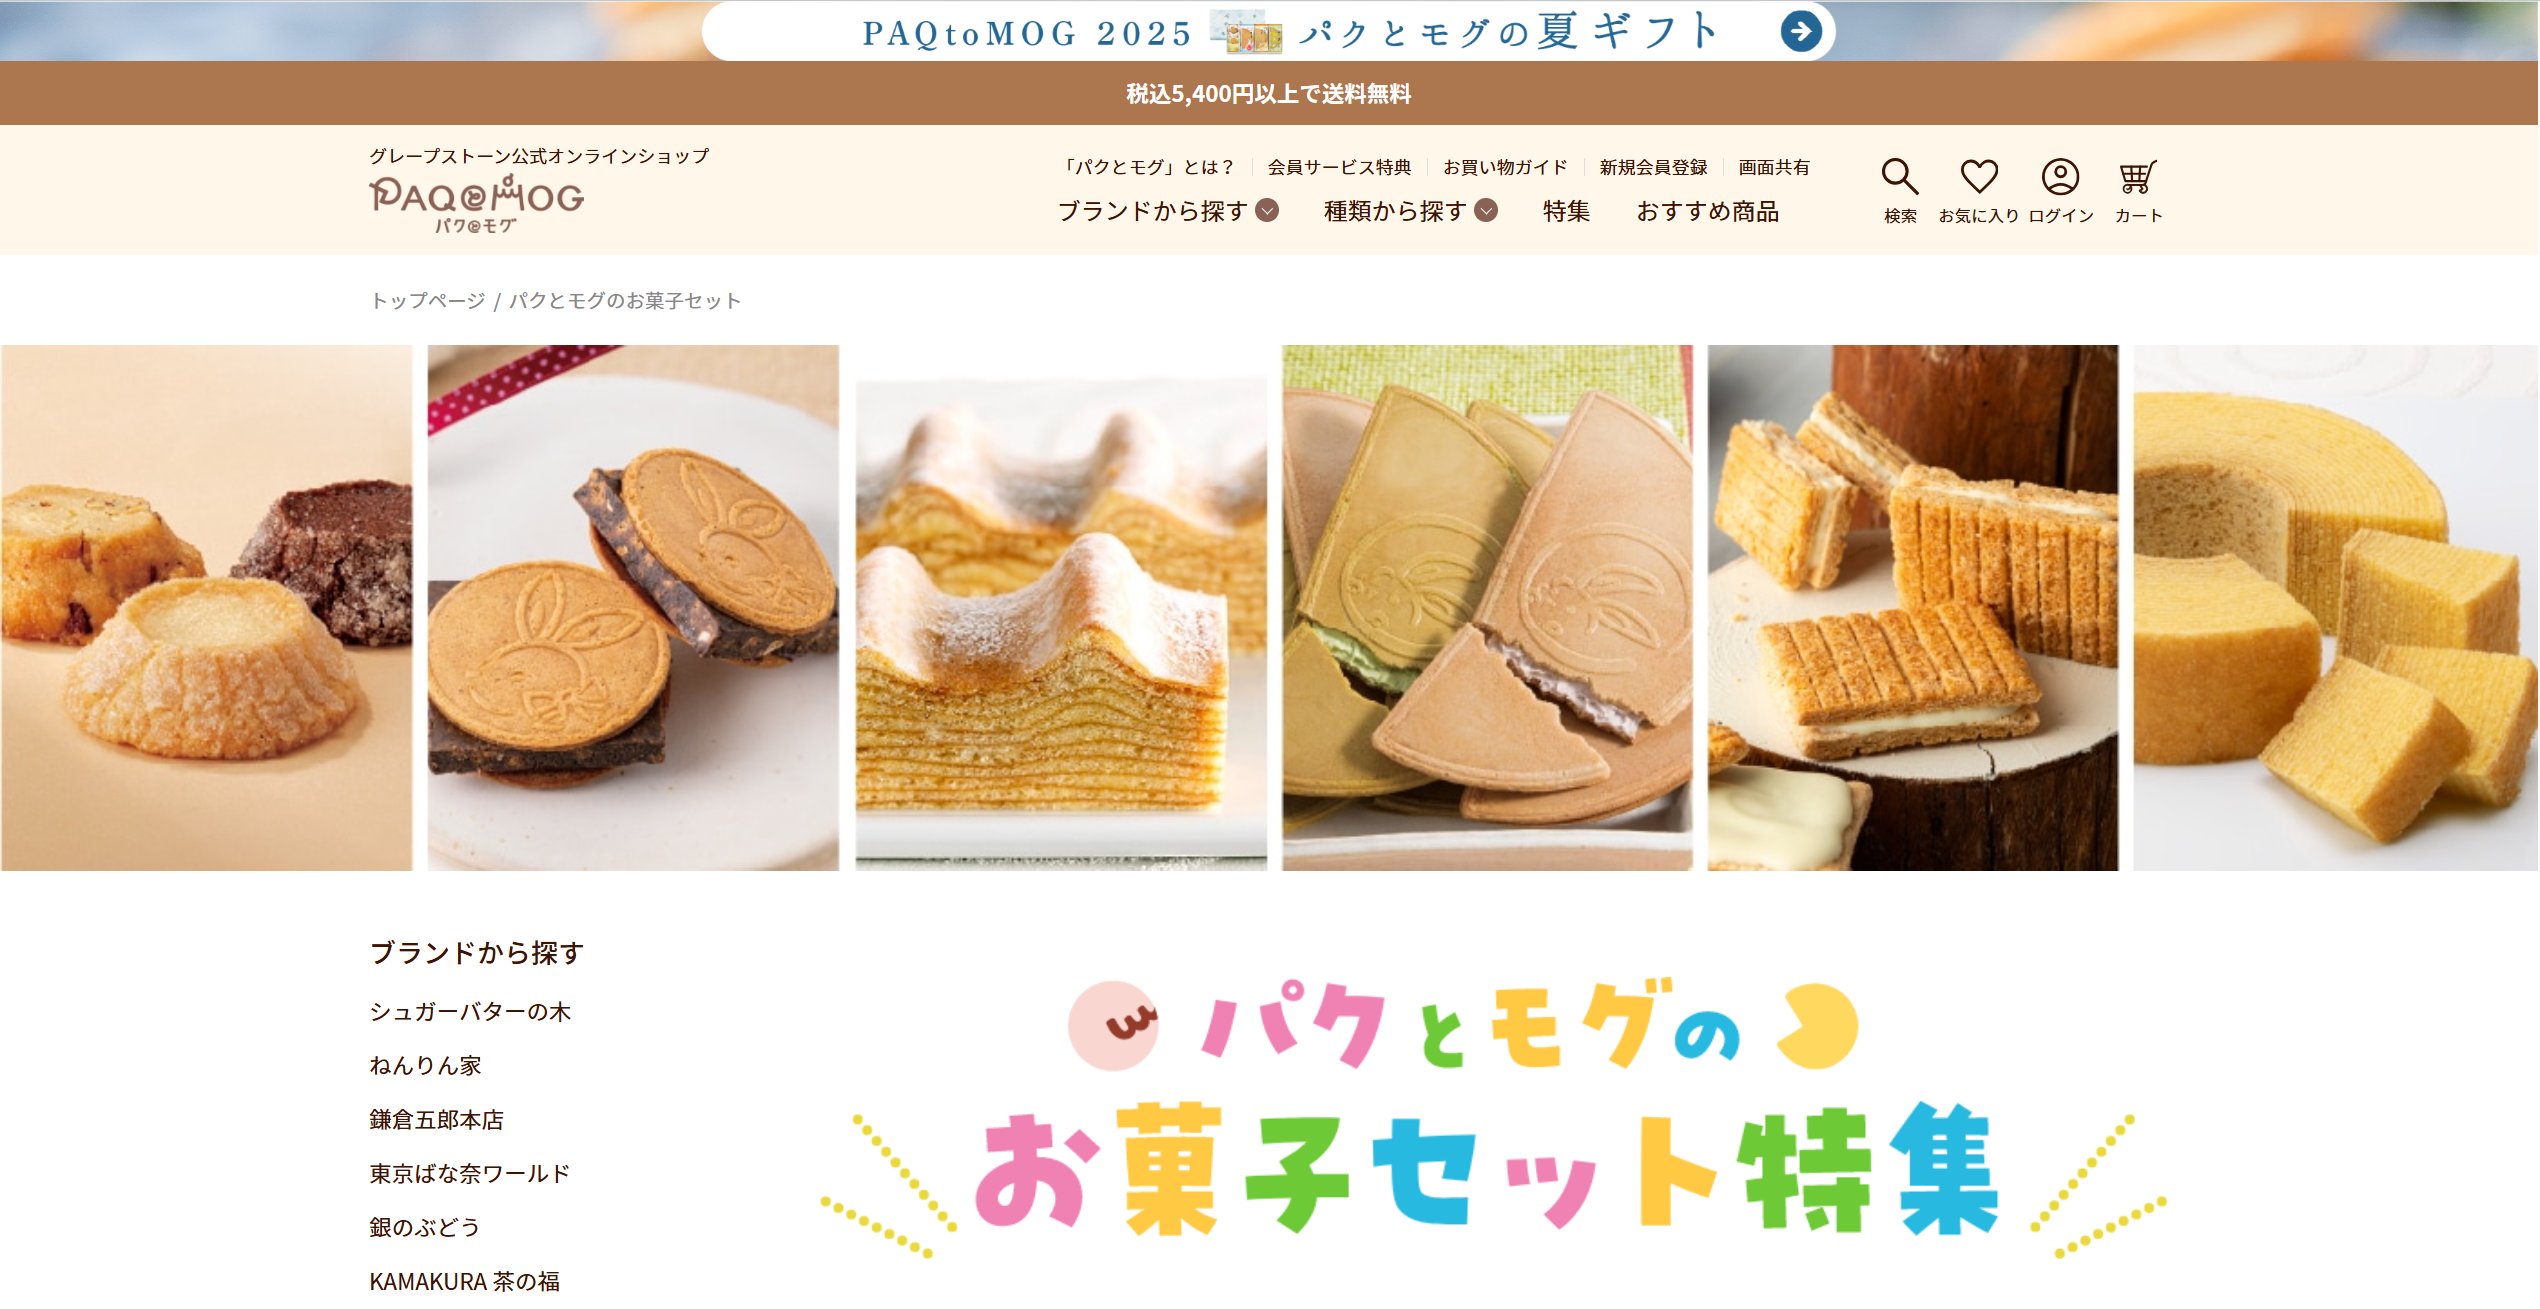 PAQtoMOG 2025 パクとモグの夏ギフト
税込5,400円以上で送料無料
グレープストーン公式オンラインショップ
PAQtoMOG
パクとモグ
「パクとモグ」とは？ 会員サービス特典 お買い物ガイド 新規会員登録 画面共有
ブランドから探す 種類から探す 特集 おすすめ商品
検索 お気に入り ログイン カート
トップページ / パクとモグのお菓子セット
ブランドから探す
シュガーバターの木
ねんりん家
鎌倉五郎本店
東京ばな奈ワールド
銀のぶどう
KAMAKURA 茶の福
パクとモグの
お菓子セット特集